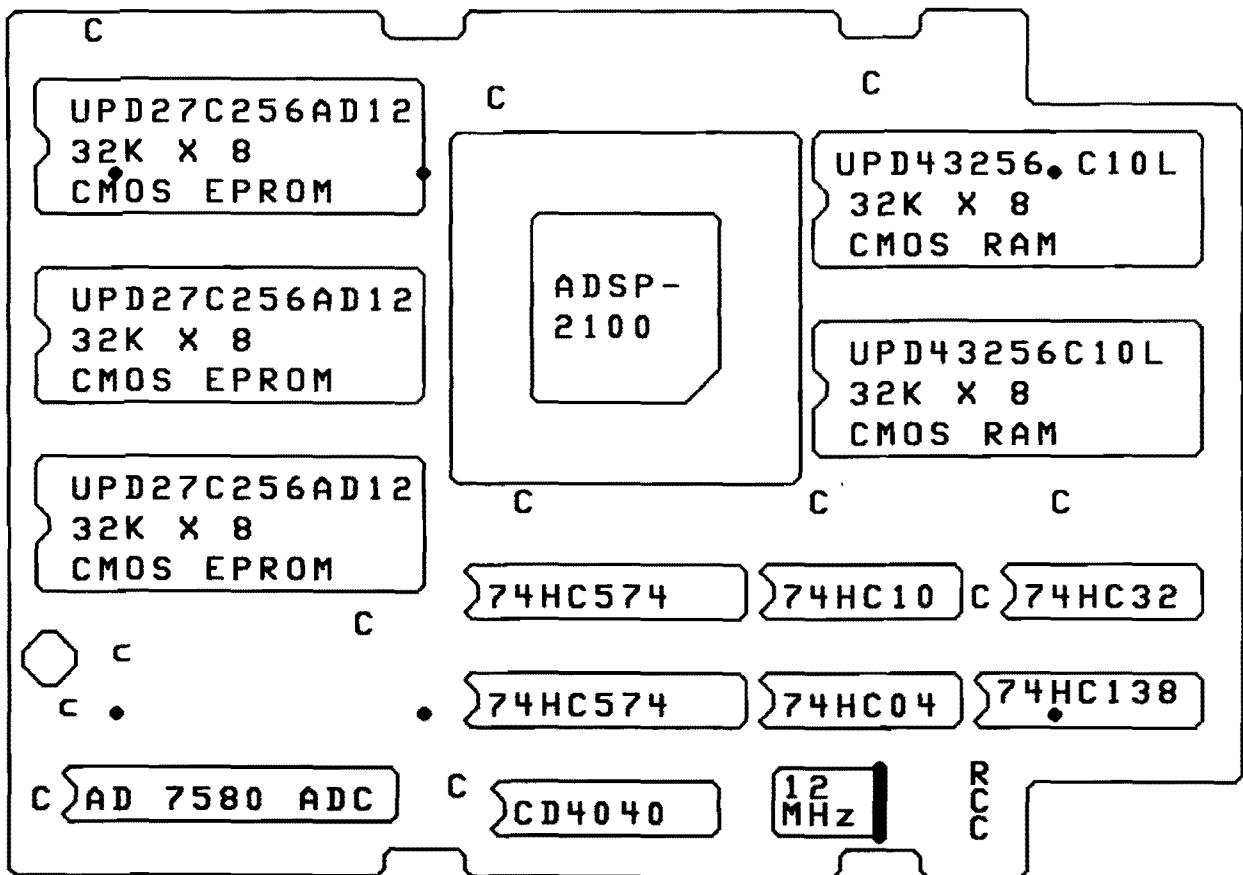 C
C
C
UPD27C256AD12
32K X 8
CMOS EPROM
ADSP-
2100
UPD43256 C10L
32K X 8
CMOS RAM
UPD27C256AD12
32K X 8
CMOS EPROM
UPD43256C10L
32K X 8
CMOS RAM
UPD27C256AD12
32K X 8
CMOS EPROM
C
C
C
74HC574
74HC10
C
74HC32
C
c
c
74HC574
74HC04
74HC138
C
AD 7580 ADC
C
CD4040
12
MHz
R
C
C